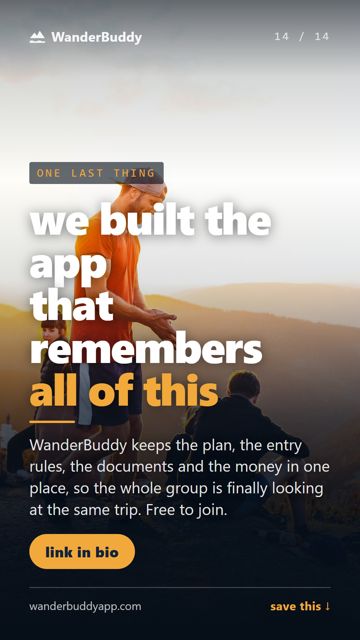 WanderBuddy
14 / 14
ONE LAST THING
we built the
app
that
remembers
all of this
WanderBuddy keeps the plan, the entry
rules, the documents and the money in one
place, so the whole group is finally looking
at the same trip. Free to join.
link in bio
wanderbuddyapp.com
save this ↓